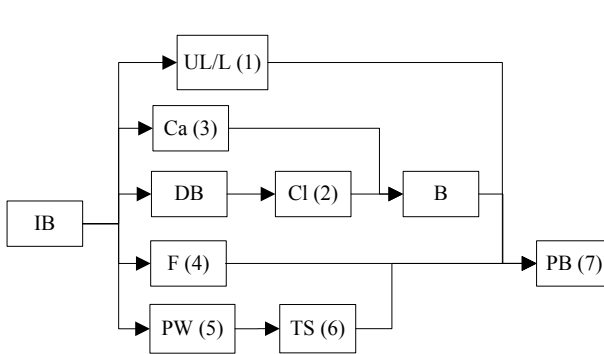 UL/L (1)
Ca (3)
DB
Cl (2)
B
IB
F (4)
PB (7)
PW (5)
TS (6)